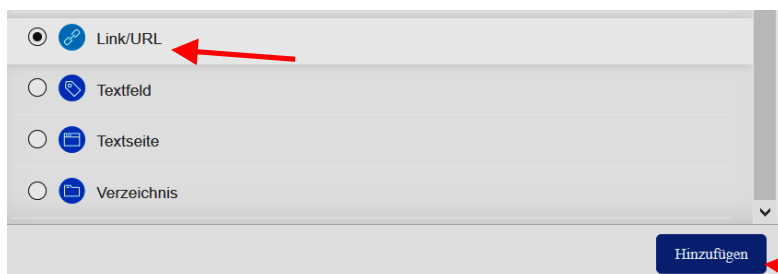 Link/URL
Textfeld
Textseite
Verzeichnis
Hinzufügen